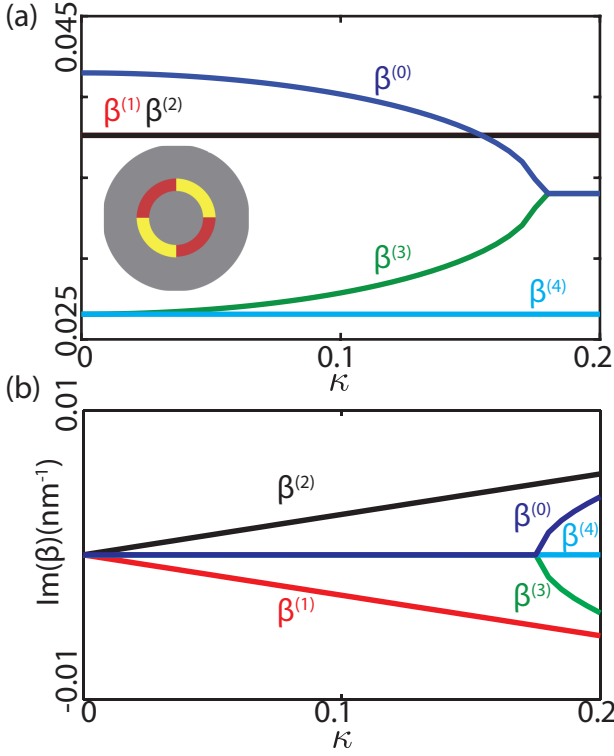 (a)
0.045
β(0)
β(1) β(2)
β(3)
β(4)
0.025
0
0.1
0.2
κ
(b)
0.01
Im(β)(nm-1)
β(2)
β(0)
β(4)
β(3)
β(1)
-0.01
0
0.1
0.2
κ